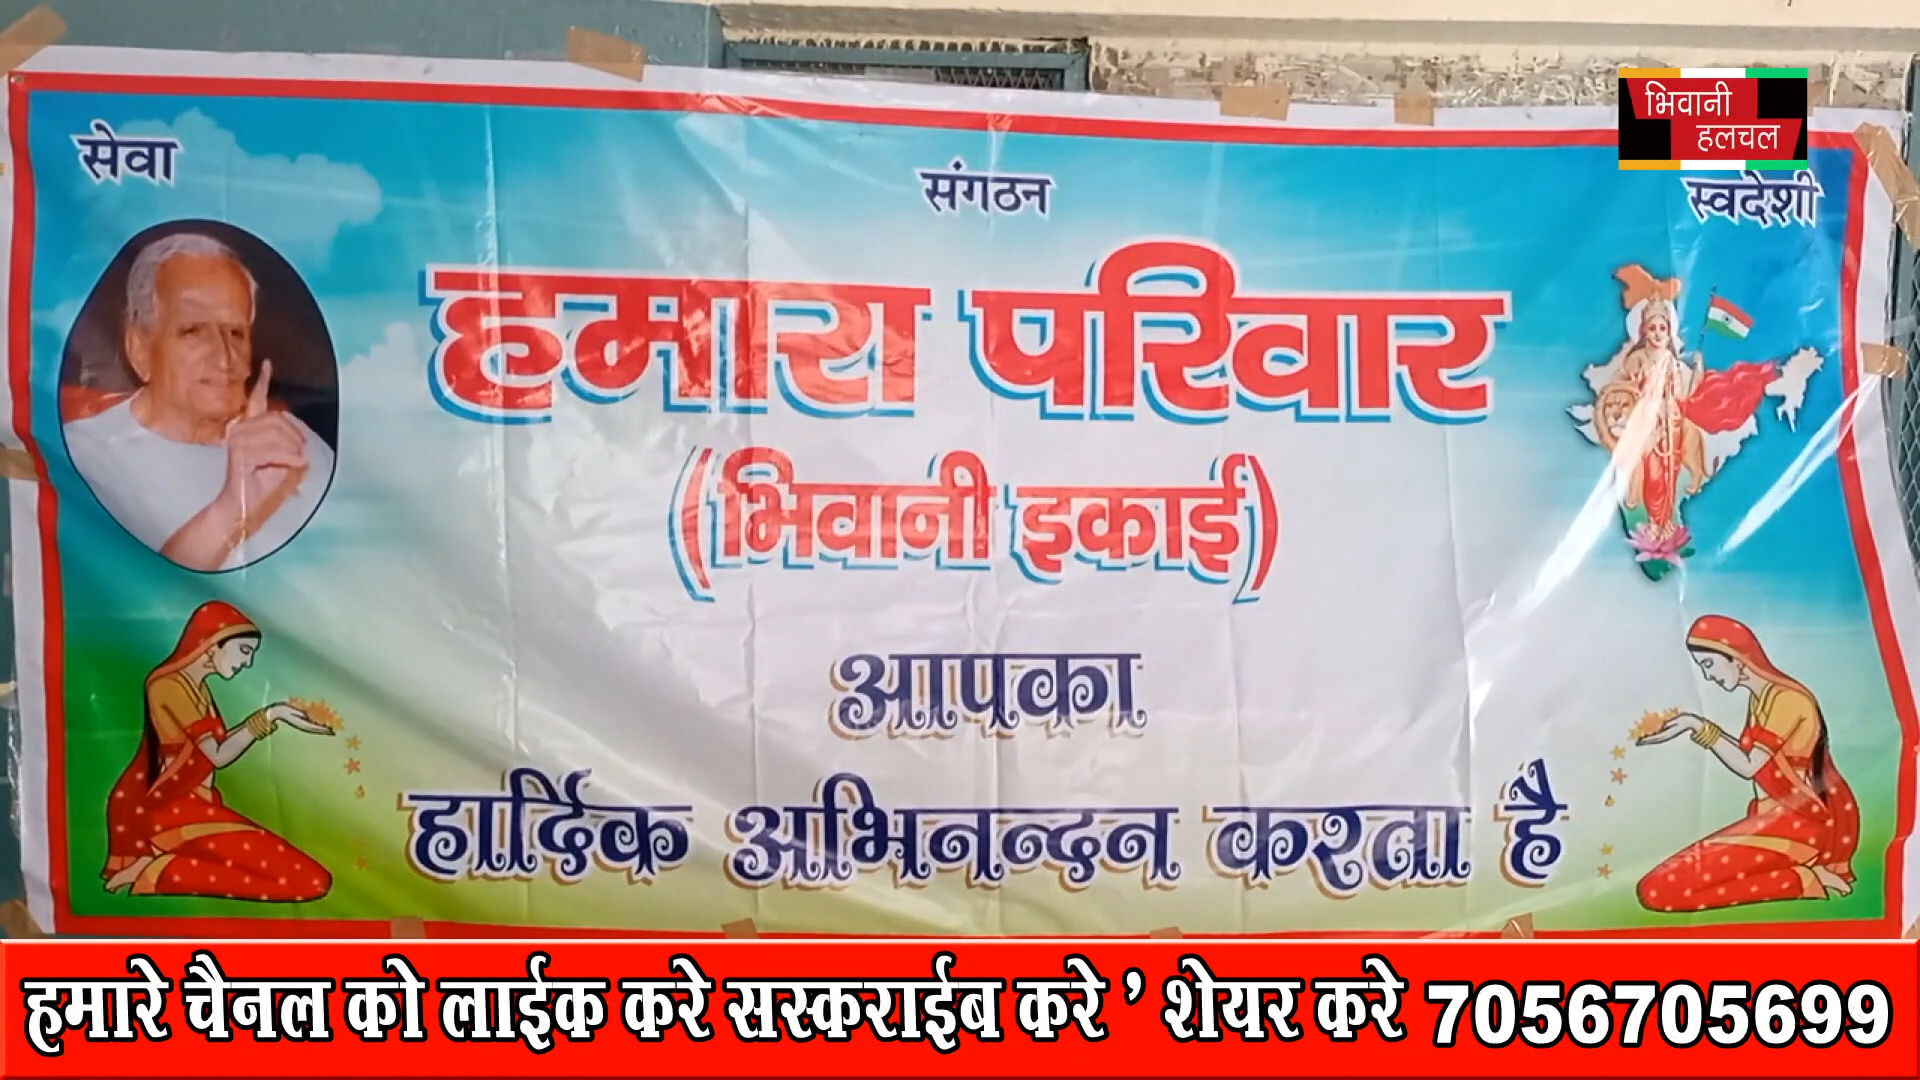 भिवानी
हलचल
सेवा
संगठन
स्वदेशी
हमारा परिवार
(भिवानी इकाई)
आपका
हार्दिक अभिनन्दन करता है
हमारे चैनल को लाईक करे सस्कराईब करे ’ शेयर करे 7056705699